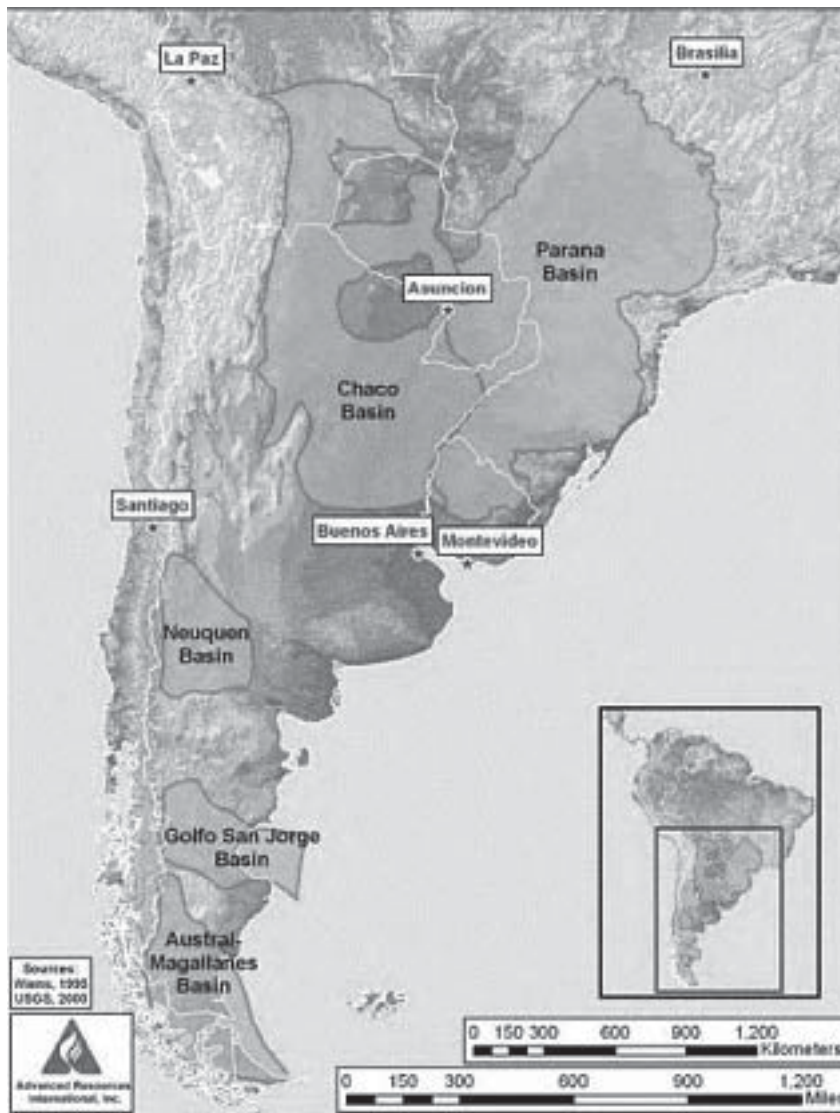 La Paz
Brasilia
Parana
Basin
Asuncion
Chaco
Basin
Santiago
Buenos Aires
Montevideo
Neuquen
Basin
Golfo San Jorge
Basin
Austral-
Magallanes
Basin
Sources:
1998
USGS, 2000
Advanced Resources
International, Inc.
0 150 300 600 900 1,200
Kilometers
0 150 300 600 900 1,200
Miles